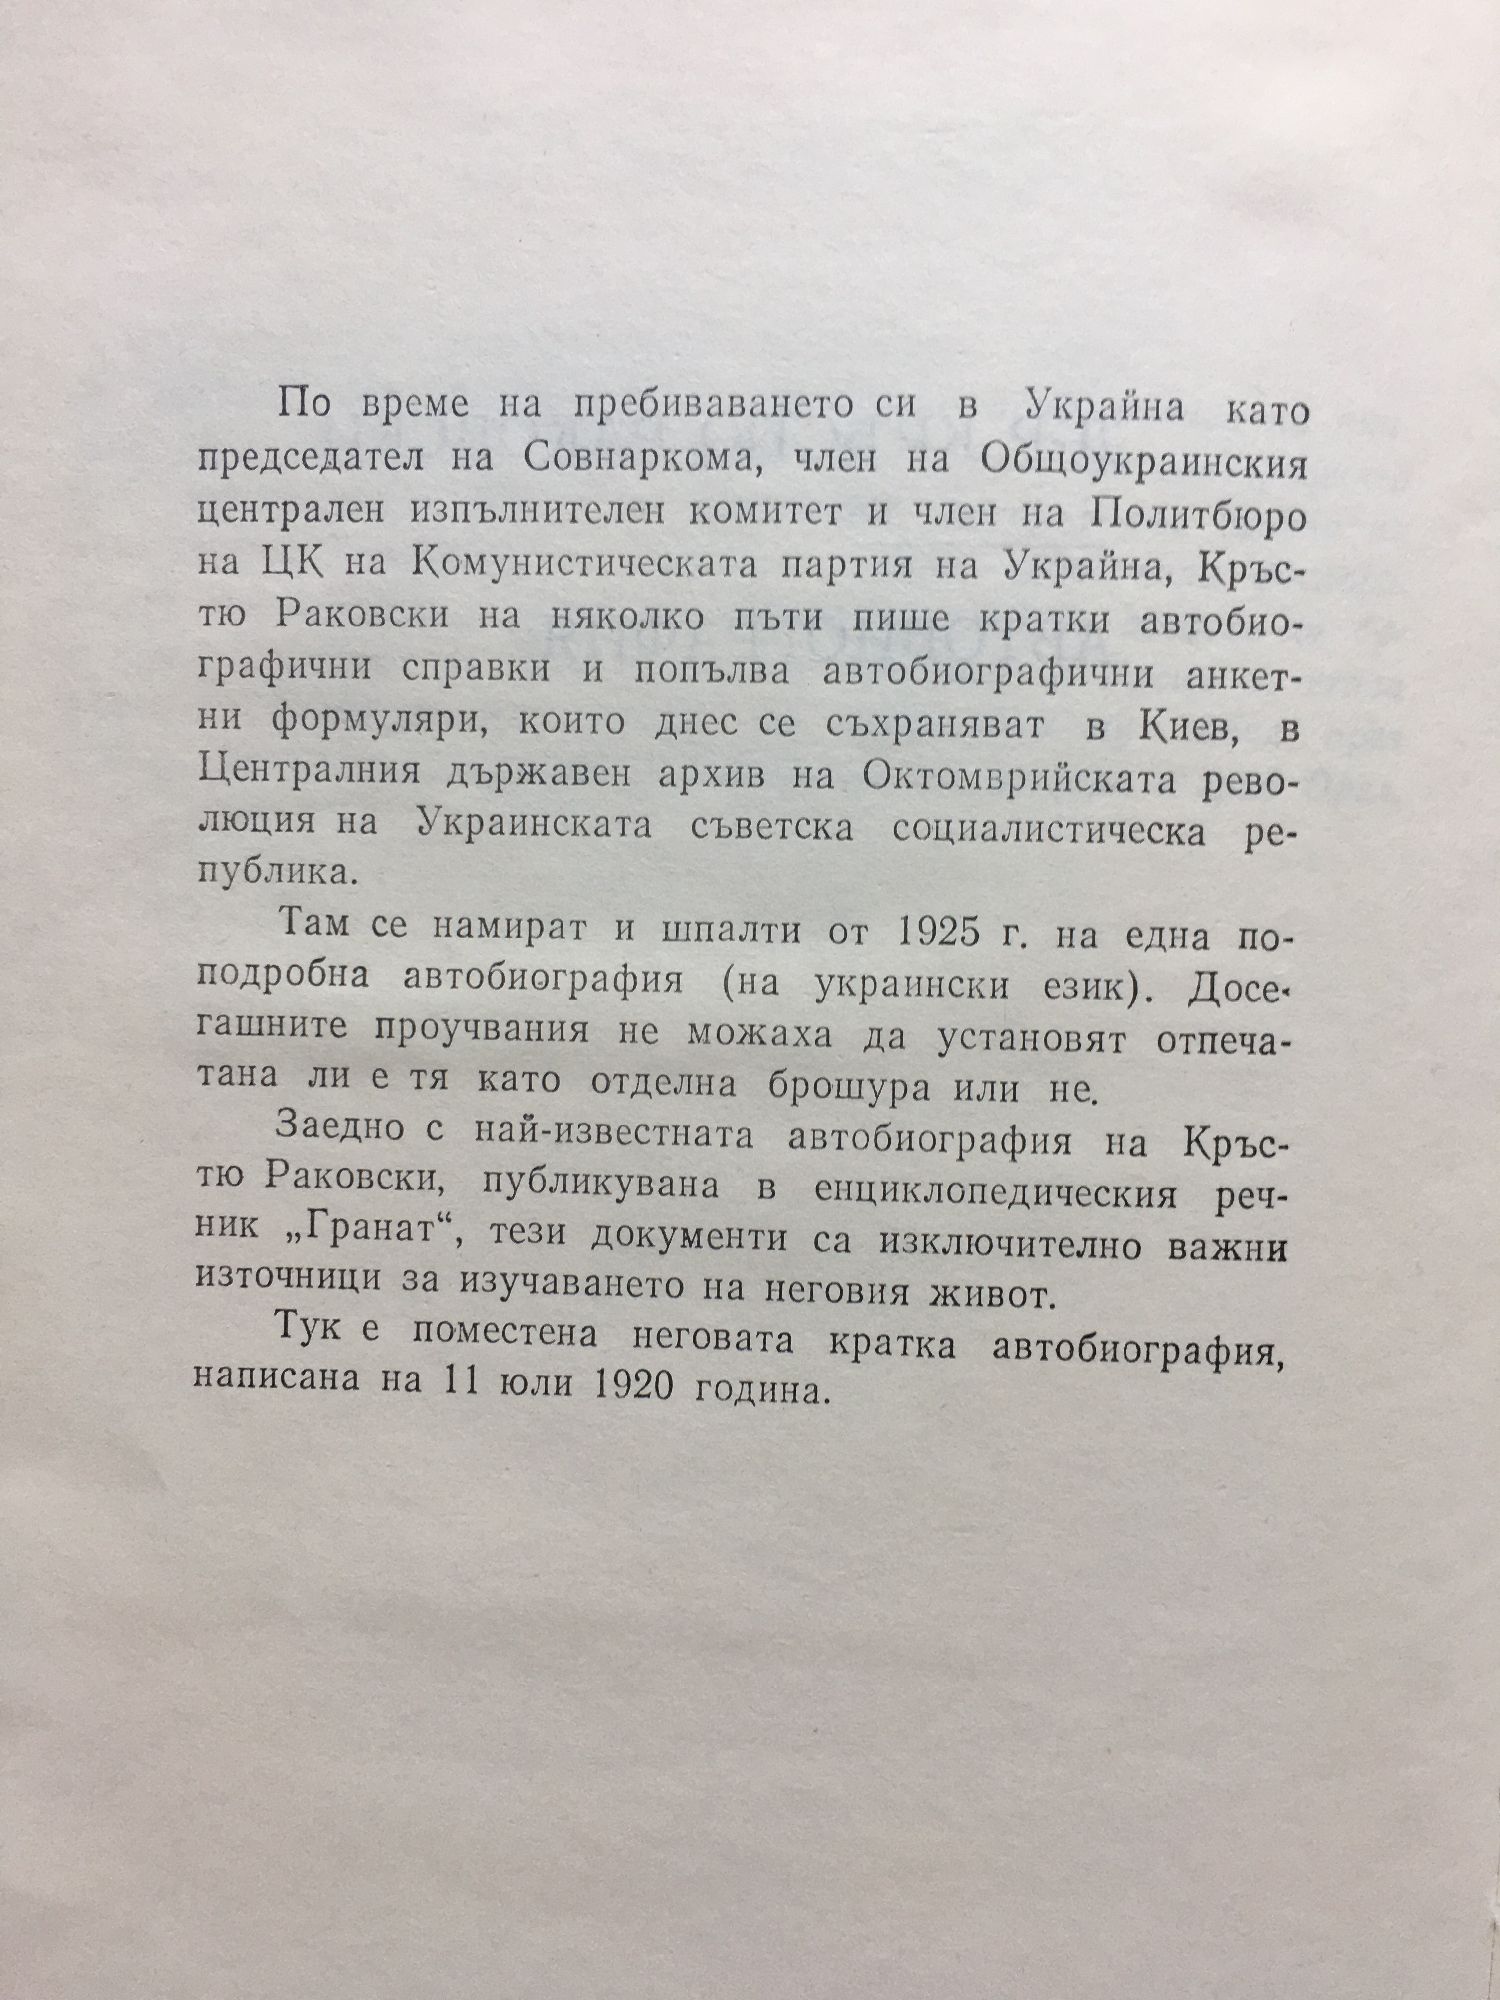 По време на пребиваването си в Украйна като
председател на Совнаркома, член на Общоукраинския
централен изпълнителен комитет и член на Политбюро
на ЦК на Комунистическата партия на Украйна, Кръс-
тю Раковски на няколко пъти пише кратки автобио-
графични справки и попълва автобиографични анкет-
ни формуляри, които днес се съхраняват в Киев, в
Централния държавен архив на Октомврийската рево-
люция на Украинската съветска социалистическа ре-
публика.
Там се намират и шпалти от 1925 г. на една по-
подробна автобиография (на украински език). Досе-
гашните проучвания не можаха да установят отпеча-
тана ли е тя като отделна брошура или не.
Заедно с най-известната автобиография на Кръс-
тю Раковски, публикувана в енциклопедическия реч-
ник „Гранат“, тези документи са изключително важни
източници за изучаването на неговия живот.
Тук е поместена неговата кратка автобиография,
написана на 11 юли 1920 година.